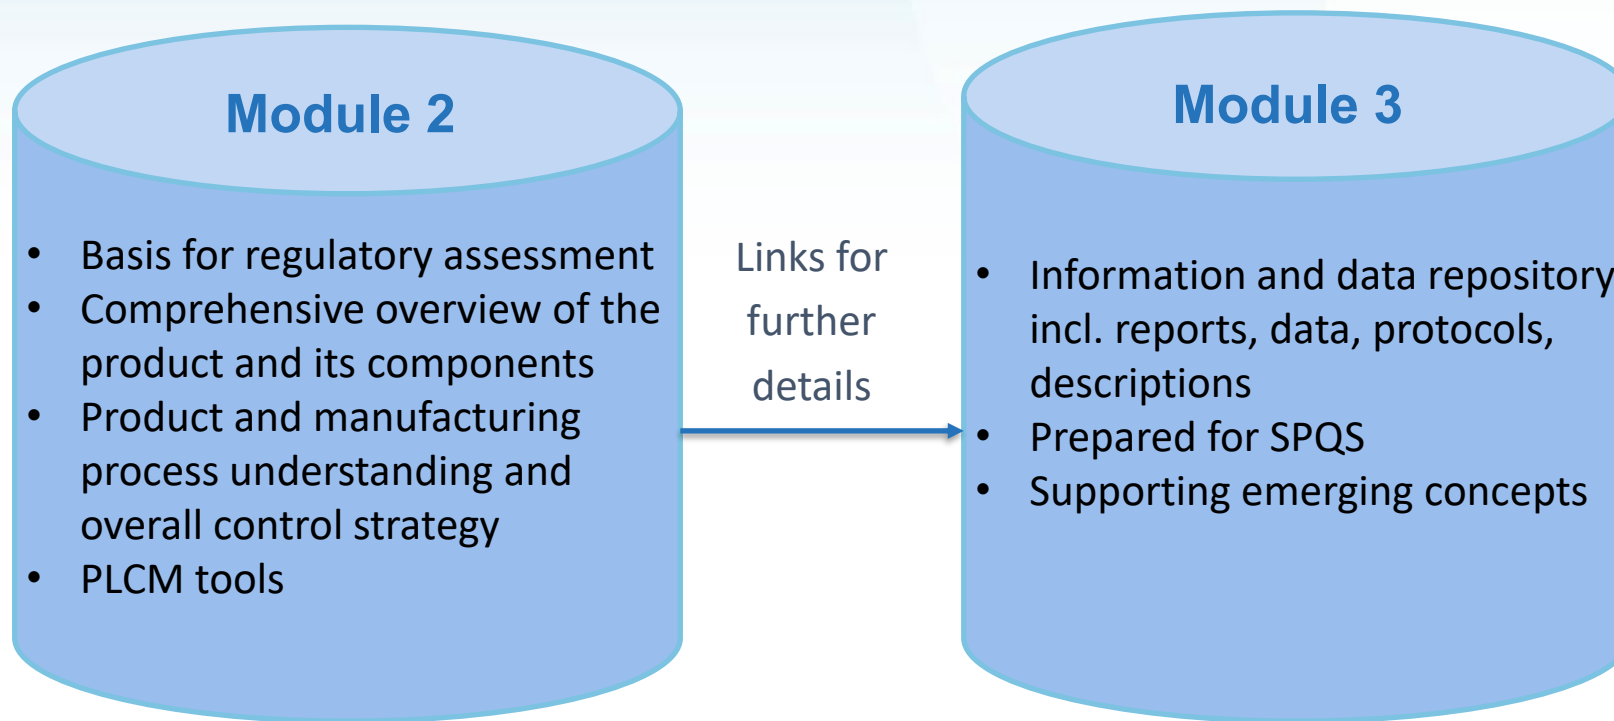 Module 2
• Basis for regulatory assessment
• Comprehensive overview of the
product and its components
• Product and manufacturing
process understanding and
overall control strategy
• PLCM tools
Links for
further
details
Module 3
• Information and data repository
incl. reports, data, protocols,
descriptions
• Prepared for SPQS
• Supporting emerging concepts